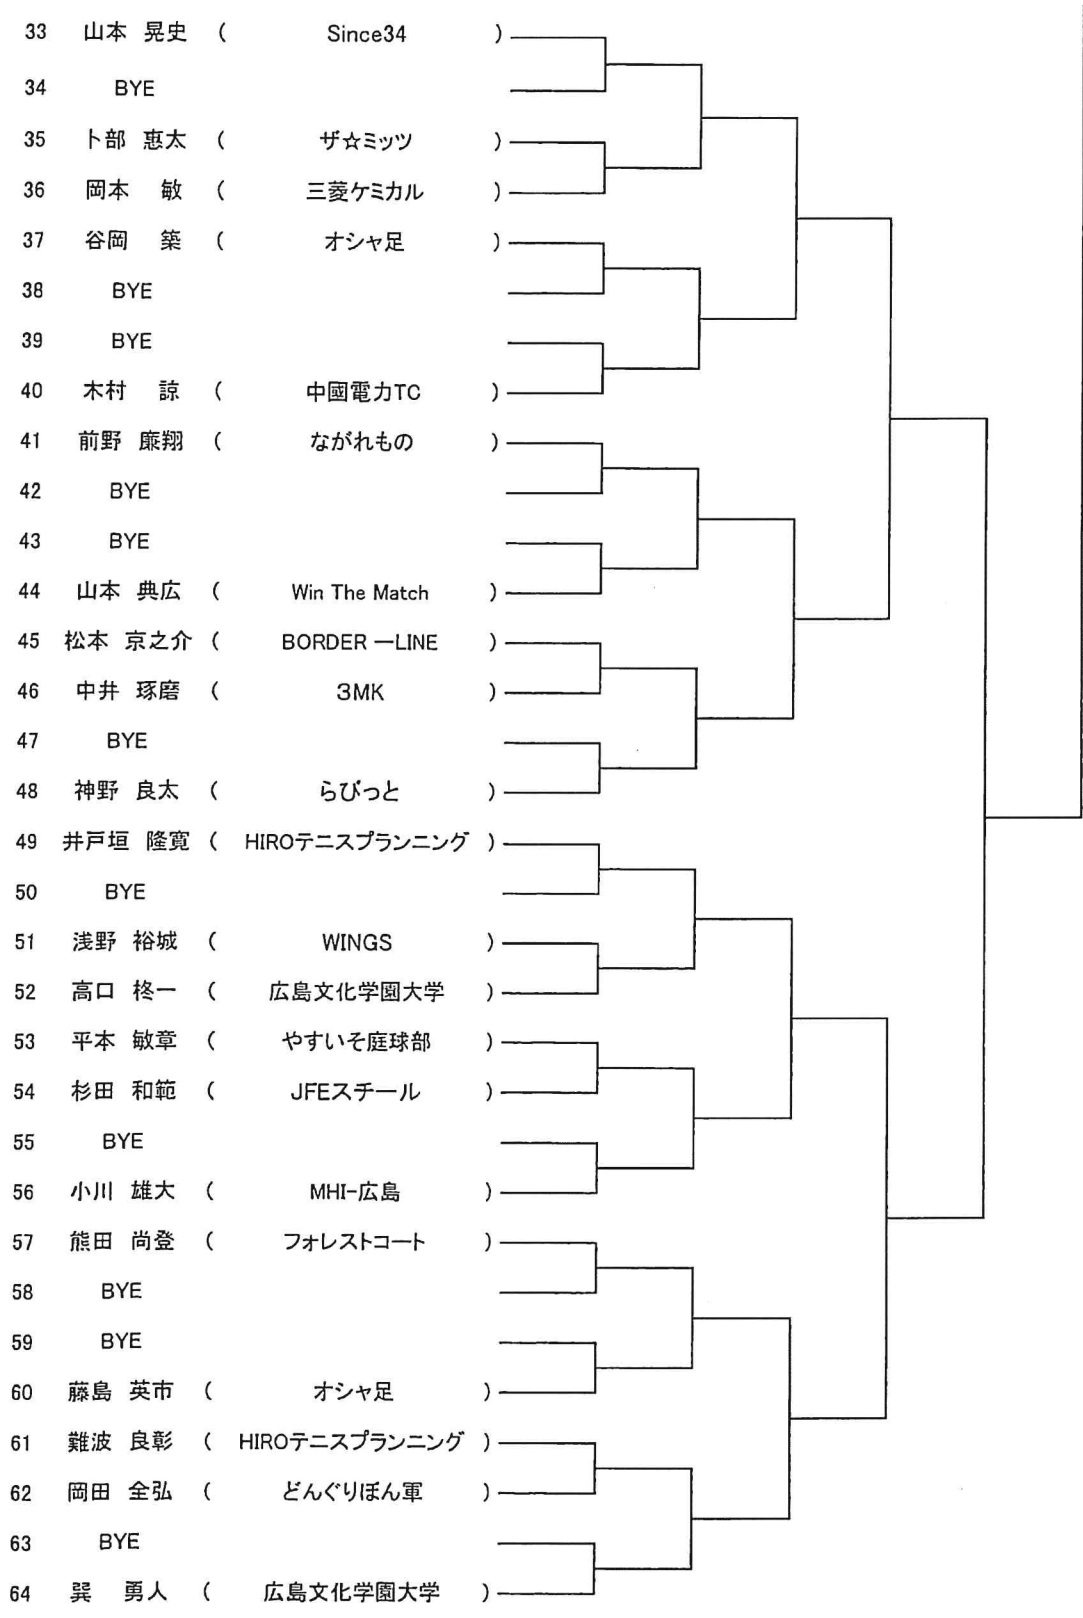 33 山本 晃史 ( Since34 )
34 BYE
35 卜部 惠太 ( ザ☆ミッツ )
36 岡本 敏 ( 三菱ケミカル )
37 谷岡 築 ( オシャ足 )
38 BYE
39 BYE
40 木村 諒 ( 中國電力TC )
41 前野 廉翔 ( ながれもの )
42 BYE
43 BYE
44 山本 典広 ( Win The Match )
45 松本 京之介 ( BORDER ーLINE )
46 中井 琢磨 ( 3MK )
47 BYE
48 神野 良太 ( らびっと )
49 井戸垣 隆寛 ( HIROテニスプランニング )
50 BYE
51 浅野 裕城 ( WINGS )
52 高口 柊一 ( 広島文化学園大学 )
53 平本 敏章 ( やすいそ庭球部 )
54 杉田 和範 ( JFEスチール )
55 BYE
56 小川 雄大 ( MHI-広島 )
57 熊田 尚登 ( フォレストコート )
58 BYE
59 BYE
60 藤島 英市 ( オシャ足 )
61 難波 良彰 ( HIROテニスプランニング )
62 岡田 全弘 ( どんぐりぽん軍 )
63 BYE
64 巽 勇人 ( 広島文化学園大学 )